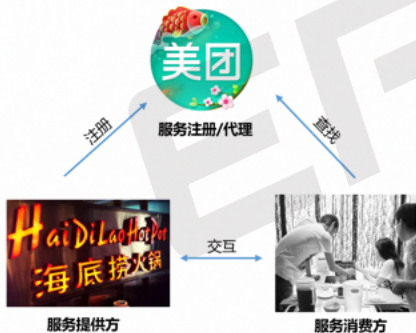 美团
服务注册/代理
注册
查找
HaiDiLaoHotPot
海底捞火锅
交互
服务提供方
服务消费方